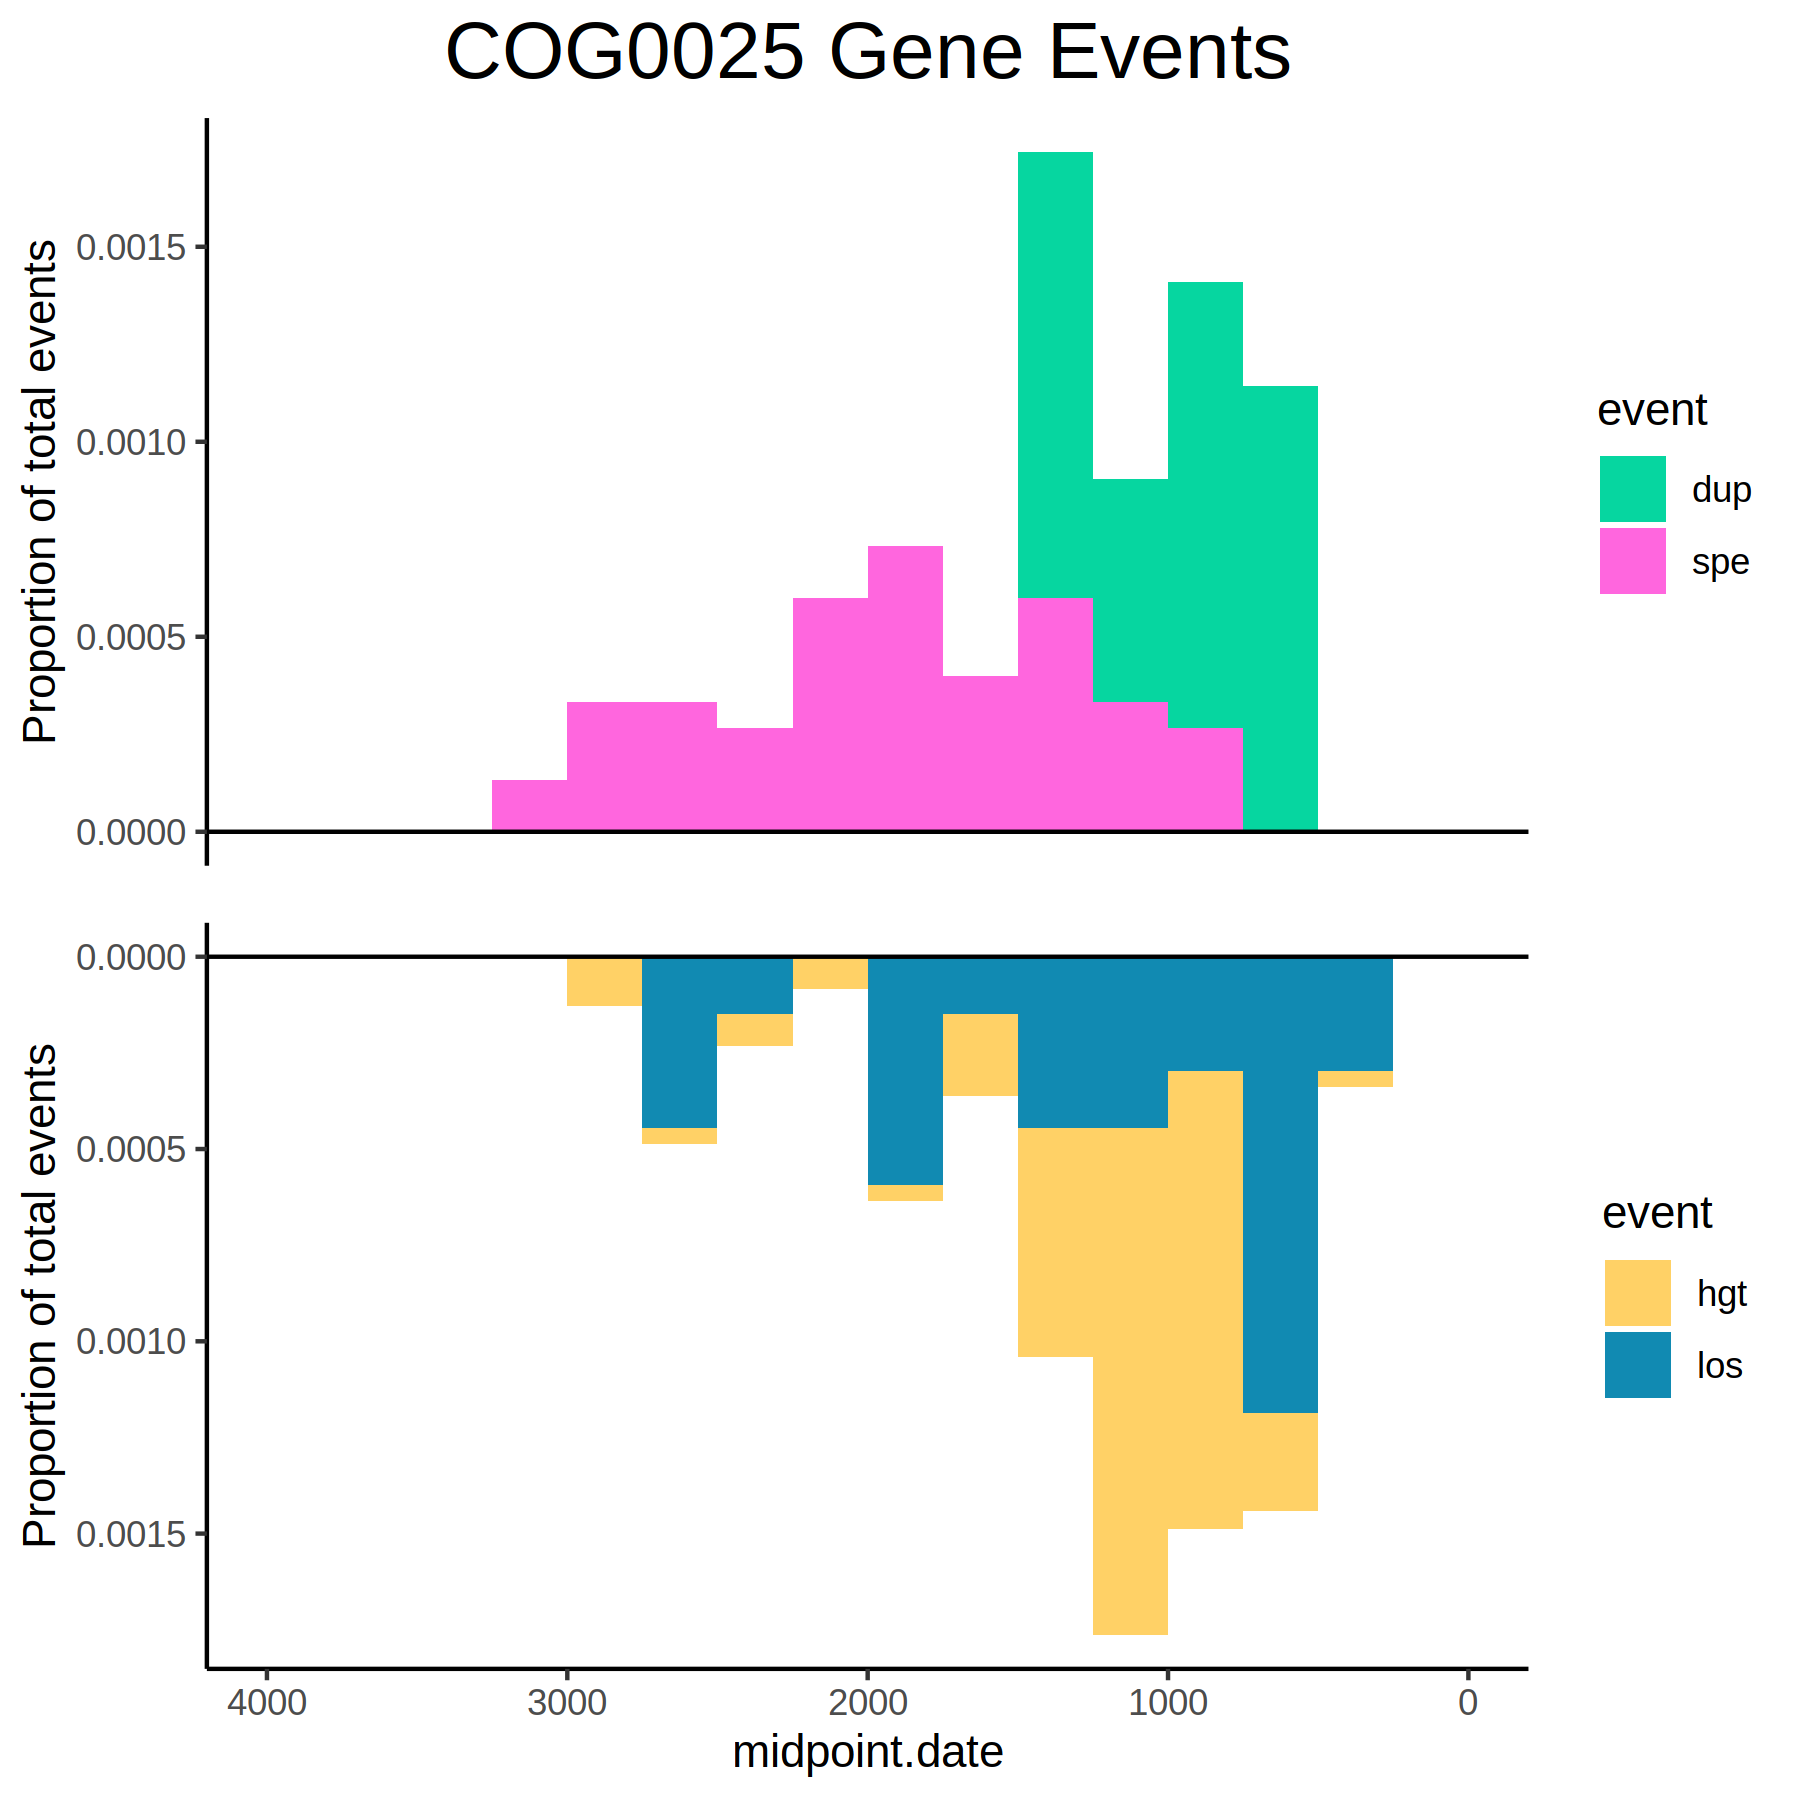 COG0025 Gene Events
Proportion of total events
0.0015
0.0010
0.0005
0.0000
event
dup
spe
Proportion of total events
0.0000
0.0005
0.0010
0.0015
event
hgt
los
4000 3000 2000 1000 0
midpoint.date